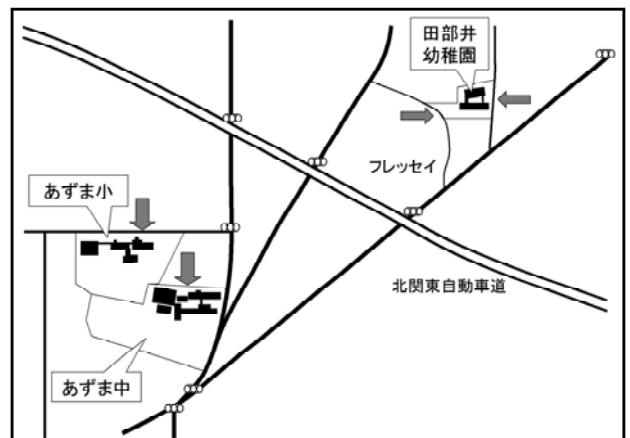 田部井
幼稚園
フレッセイ
あずま小
北関東自動車道
あずま中